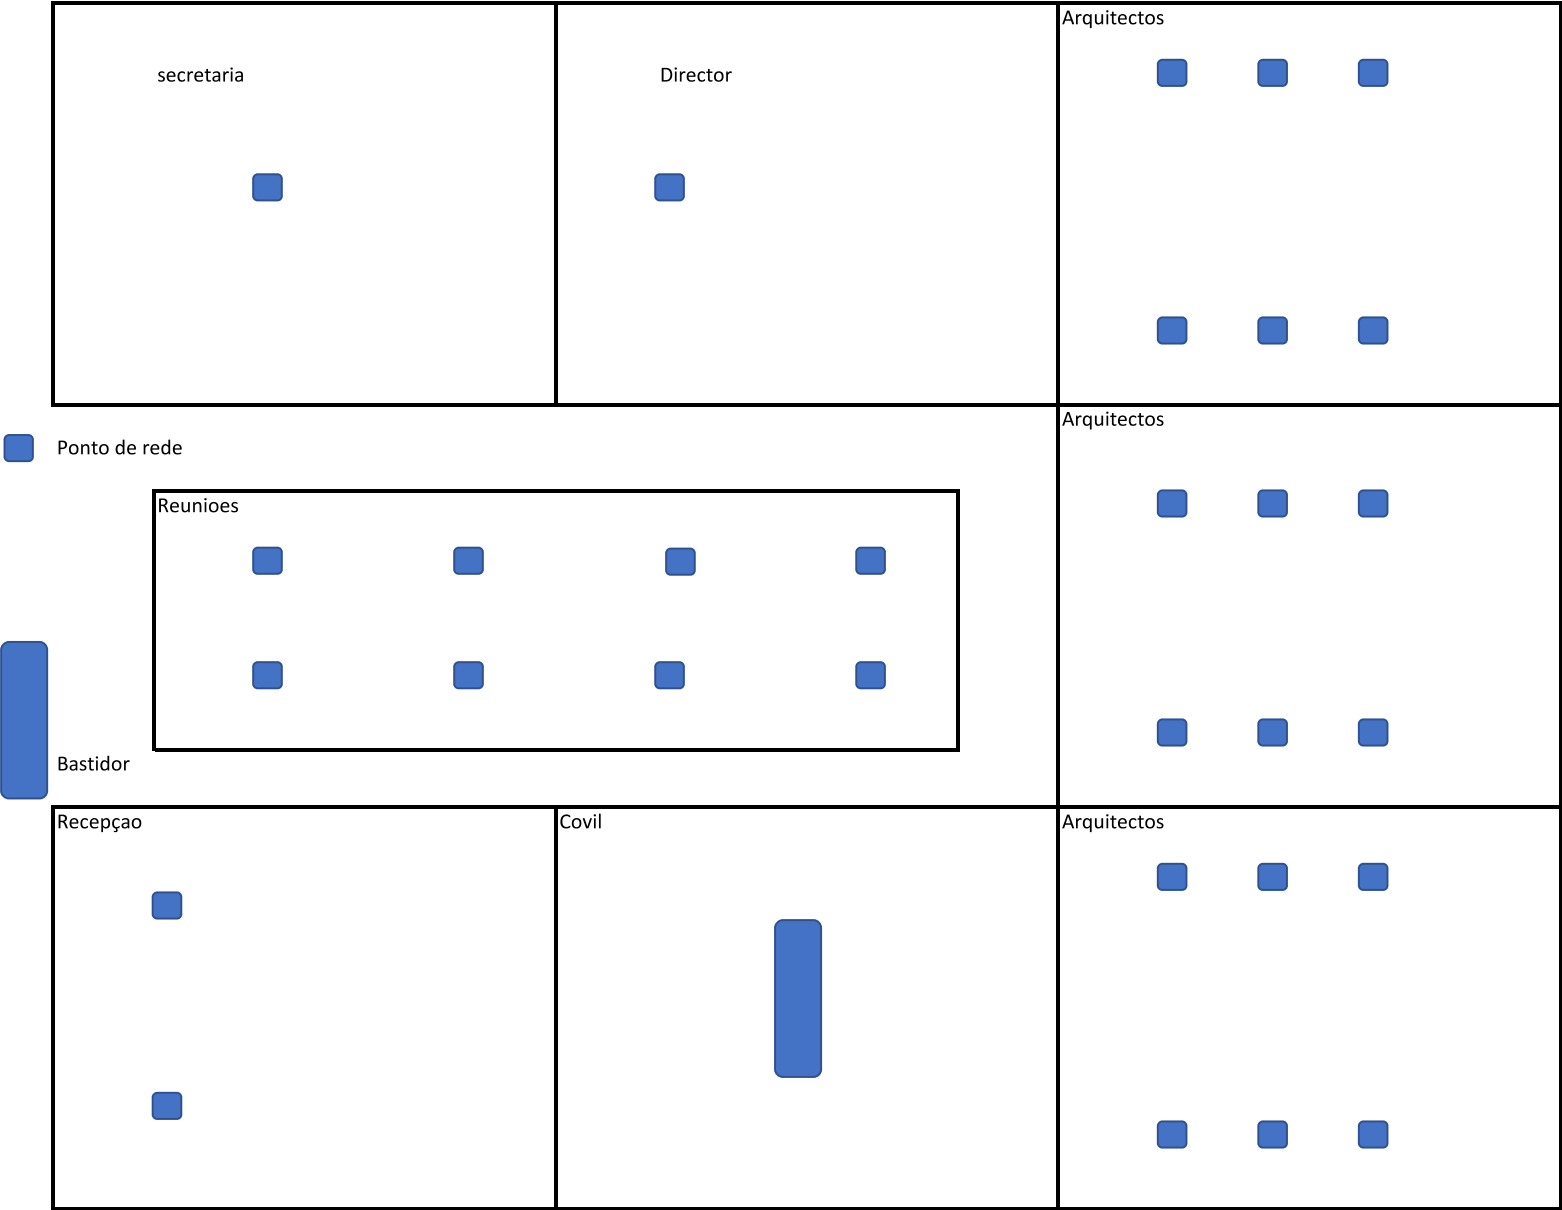 Arquitectos
secretaria
Director
Arquitectos
Ponto de rede
Reunioes
Bastidor
Recepçao
Covil
Arquitectos